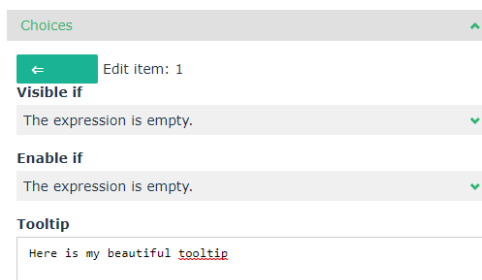 Choices
⇐ Edit item: 1
Visible if
The expression is empty.
Enable if
The expression is empty.
Tooltip
Here is my beautiful tooltip